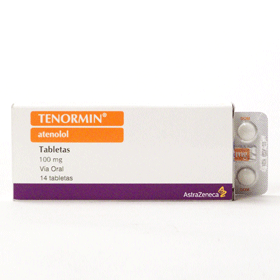 TENORMIN®
atenolol
Tabletas
100 mg
Vía Oral
14 tabletas
AstraZeneca